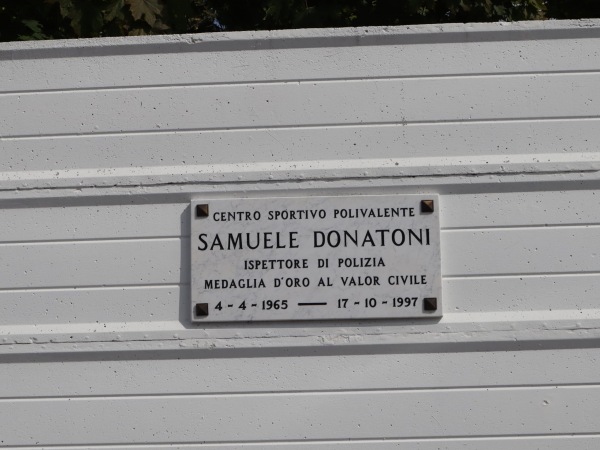 CENTRO SPORTIVO POLIVALENTE
SAMUELE DONATONI
ISPETTORE DI POLIZIA
MEDAGLIA D'ORO AL VALOR CIVILE
4 - 4 - 1965 — 17 - 10 - 1997